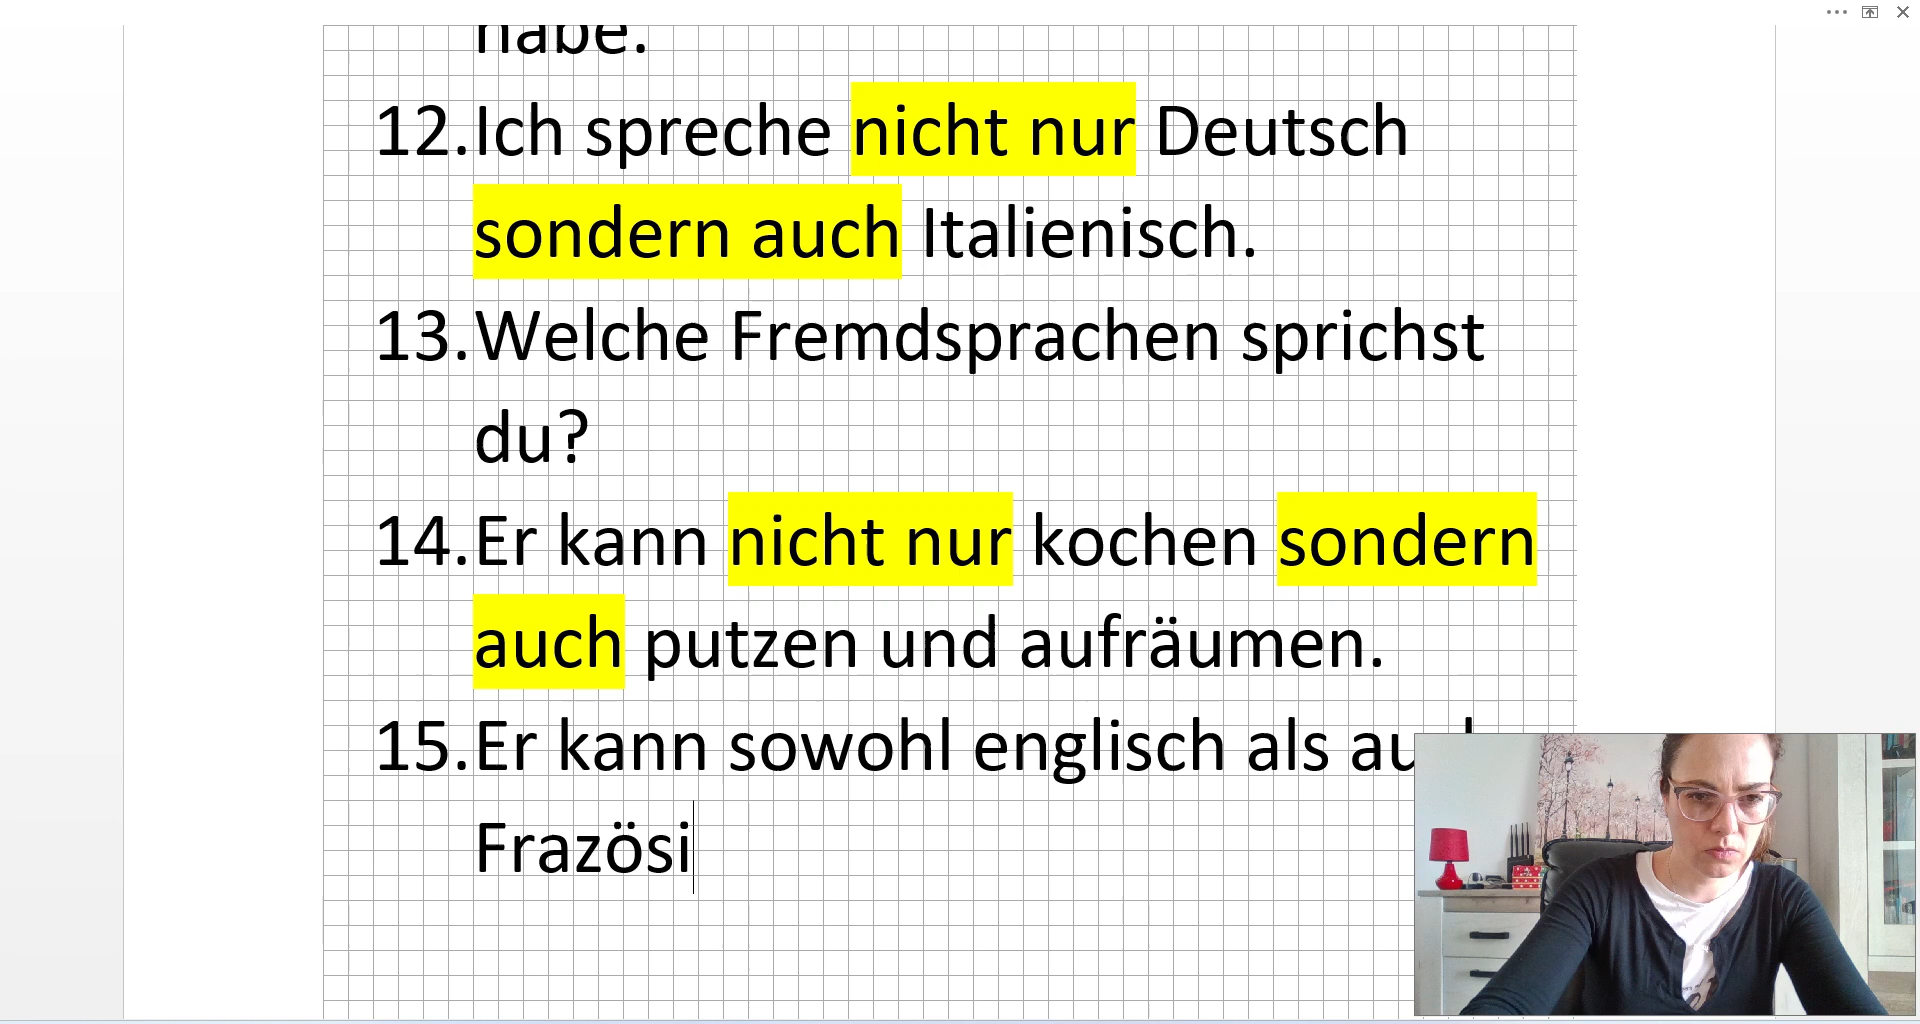 habe.
12. Ich spreche nicht nur Deutsch
sondern auch Italienisch.
13. Welche Fremdsprachen sprichst
du?
14. Er kann nicht nur kochen sondern
auch putzen und aufräumen.
15. Er kann sowohl englisch als
Frazösi